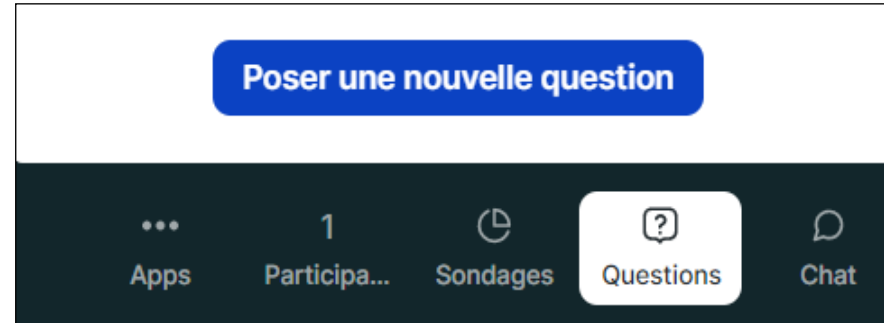 Poser une nouvelle question
1
Apps Participa... Sondages Questions Chat